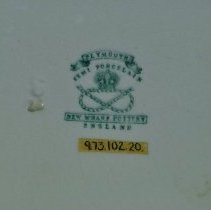 PLYMOUTH
SEMI-PORCELAIN
NEW WHARF POTTERY
ENGLAND
973.102.20.